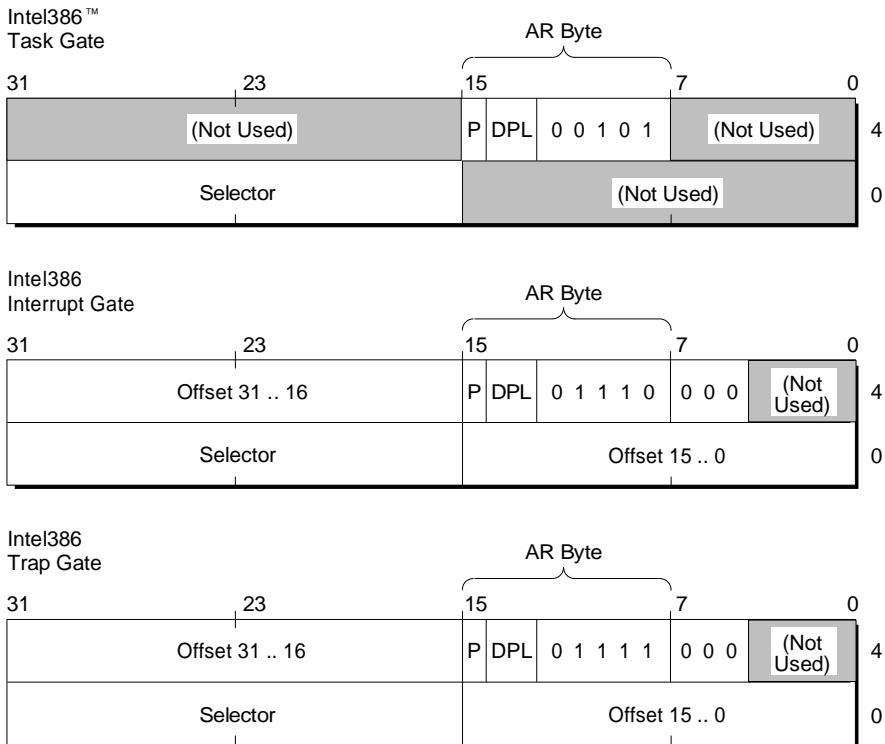 Intel386™
Task Gate
AR Byte
31 23 15 7 0
(Not Used) P DPL 0 0 1 0 1 (Not Used) 4
Selector (Not Used) 0
Intel386
Interrupt Gate
AR Byte
31 23 15 7 0
Offset 31 .. 16 P DPL 0 1 1 1 0 0 0 0 (Not Used) 4
Selector Offset 15 .. 0 0
Intel386
Trap Gate
AR Byte
31 23 15 7 0
Offset 31 .. 16 P DPL 0 1 1 1 1 0 0 0 (Not Used) 4
Selector Offset 15 .. 0 0